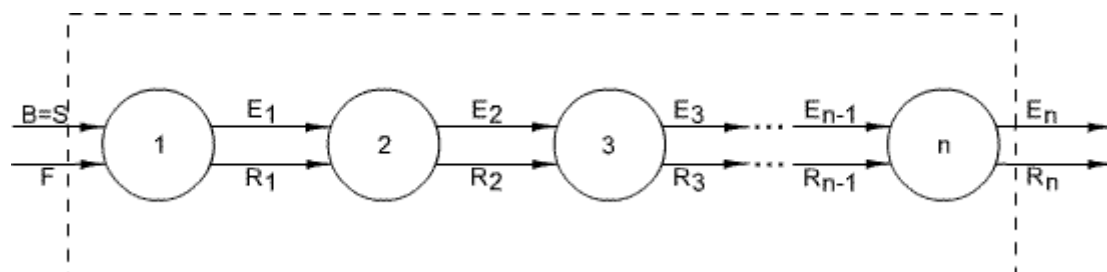 B=S E1 E2 E3 ... En-1 En
1 2 3 n
F R1 R2 R3 ... Rn-1 Rn